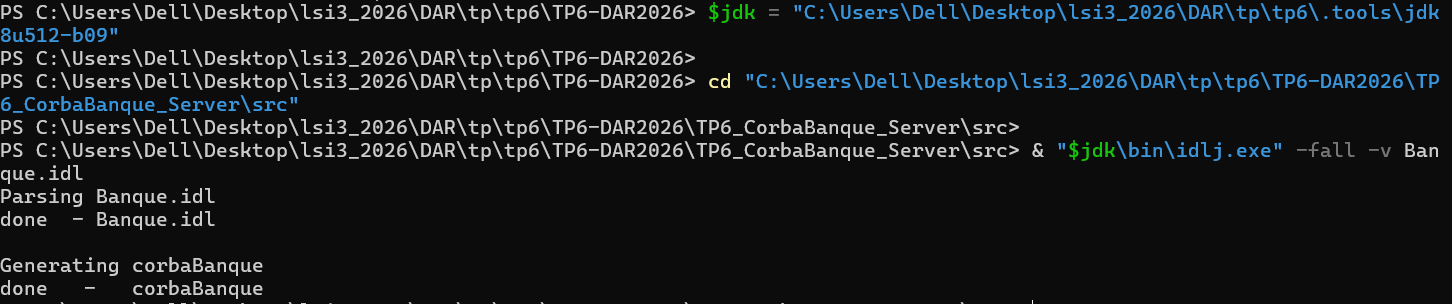 PS C:\Users\Dell\Desktop\lsi3_2026\DAR\tp\tp6\TP6-DAR2026> $jdk = "C:\Users\Dell\Desktop\lsi3_2026\DAR\tp\tp6\.tools\jdk
8u512-b09"
PS C:\Users\Dell\Desktop\lsi3_2026\DAR\tp\tp6\TP6-DAR2026>
PS C:\Users\Dell\Desktop\lsi3_2026\DAR\tp\tp6\TP6-DAR2026> cd "C:\Users\Dell\Desktop\lsi3_2026\DAR\tp\tp6\TP6-DAR2026\TP
6_CorbaBanque_Server\src"
PS C:\Users\Dell\Desktop\lsi3_2026\DAR\tp\tp6\TP6-DAR2026\TP6_CorbaBanque_Server\src>
PS C:\Users\Dell\Desktop\lsi3_2026\DAR\tp\tp6\TP6-DAR2026\TP6_CorbaBanque_Server\src> & "$jdk\bin\idlj.exe" -fall -v Ban
que.idl
Parsing Banque.idl
done  - Banque.idl

Generating corbaBanque
done   -   corbaBanque